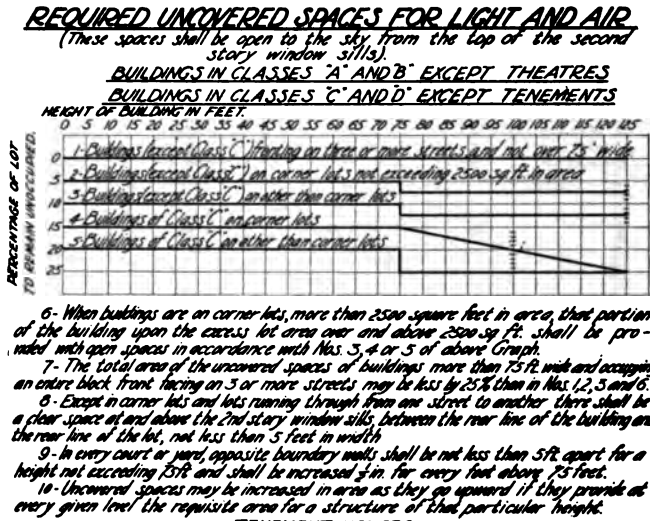 REQUIRED UNCOVERED SPACES FOR LIGHT AND AIR
(These spaces shall be open to the sky from the top of the second
story window sills).
BUILDINGS IN CLASSES "A" AND "B" EXCEPT THEATRES
BUILDINGS IN CLASSES "C" AND "D" EXCEPT TENEMENTS
HEIGHT OF BUILDING IN FEET.
0 5 10 15 20 25 30 35 40 45 50 55 60 65 70 75 80 85 90 95 100 105 110 115 120 125
PERCENTAGE OF LOT
TO REMAIN UNOCCUPIED.
0
5
10
15
20
25
1-Buildings (except Class "C") fronting on three or more streets and not over 75' wide
2-Buildings (except Class "C") on corner lots not exceeding 2500 sq ft. in area
3-Buildings (except Class "C") on other than corner lots
4-Buildings of Class "C" on corner lots
5-Buildings of Class "C" on other than corner lots
6- When buildings are on corner lots, more than 2500 square feet in area, that portion
of the building upon the excess lot area over and above 2500 sq ft. shall be pro-
vided with open spaces in accordance with Nos. 3, 4 or 5 of above Graph.
7- The total area of the uncovered spaces of buildings more than 75 ft wide and occupying
an entire block front facing on 3 or more streets may be less by 25% than in Nos. 1, 2, 3 and 6.
8- Except in corner lots and lots running through from one street to another there shall be
a clear space at and above the 2nd story window sills, between the rear line of the building and
the rear line of the lot, not less than 5 feet in width
9- In every court or yard, opposite boundary walls shall be not less than 5ft apart for a
height not exceeding 75ft and shall be increased ½ in. for every foot above 75 feet.
10- Uncovered spaces may be increased in area as they go upward if they provide at
every given level the requisite area for a structure of that particular height.